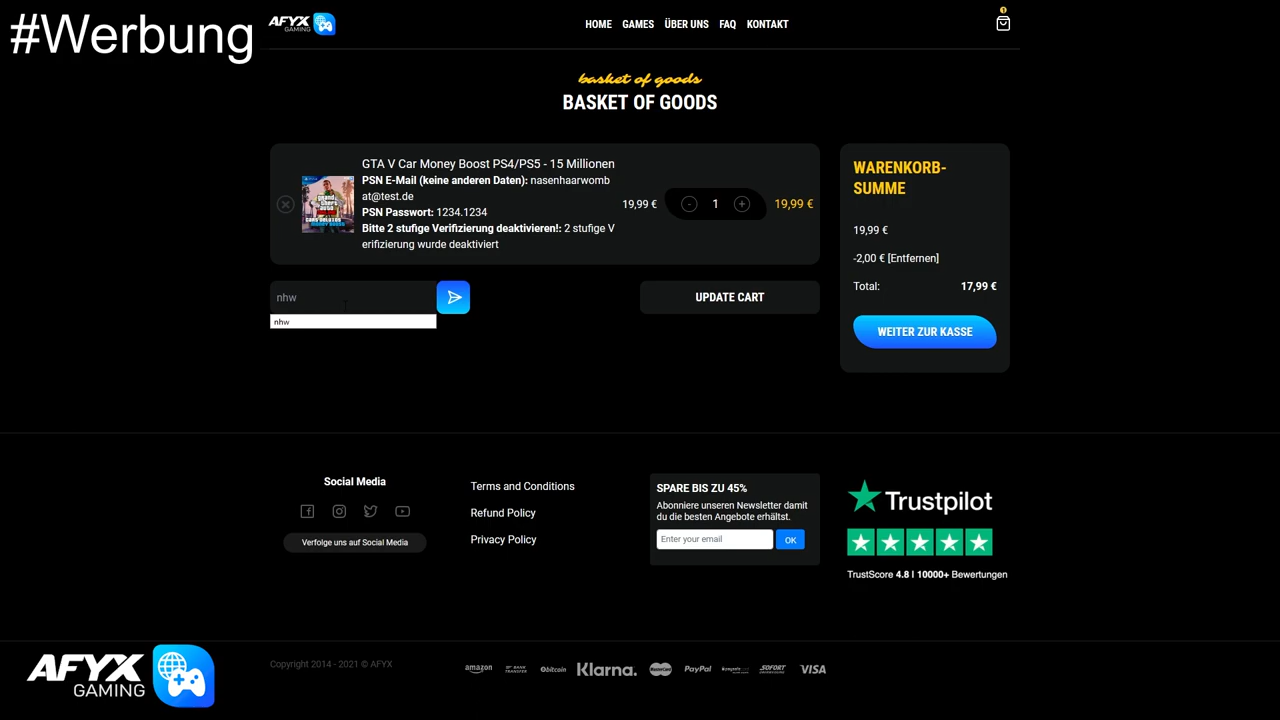 #Werbung
AFYX
GAMING
HOME GAMES ÜBER UNS FAQ KONTAKT
1
basket of goods
BASKET OF GOODS
GTA V Car Money Boost PS4/PS5 - 15 Millionen
PSN E-Mail (keine anderen Daten): nasenhaarwomb
at@test.de
PSN Passwort: 1234.1234
Bitte 2 stufige Verifizierung deaktivieren!: 2 stufige V
erifizierung wurde deaktiviert
19,99 €
- 1 +
19,99 €
nhw
nhw
UPDATE CART
WARENKORB-
SUMME
19,99 €
-2,00 € [Entfernen]
Total: 17,99 €
WEITER ZUR KASSE
Social Media
Verfolge uns auf Social Media
Terms and Conditions
Refund Policy
Privacy Policy
SPARE BIS ZU 45%
Abonniere unseren Newsletter damit
du die besten Angebote erhältst.
Enter your email OK
Trustpilot
TrustScore 4.8 I 10000+ Bewertungen
AFYX
GAMING
Copyright 2014 - 2021 © AFYX
amazon BANK TRANSFER bitcoin Klarna. MasterCard PayPal SOFORT VISA